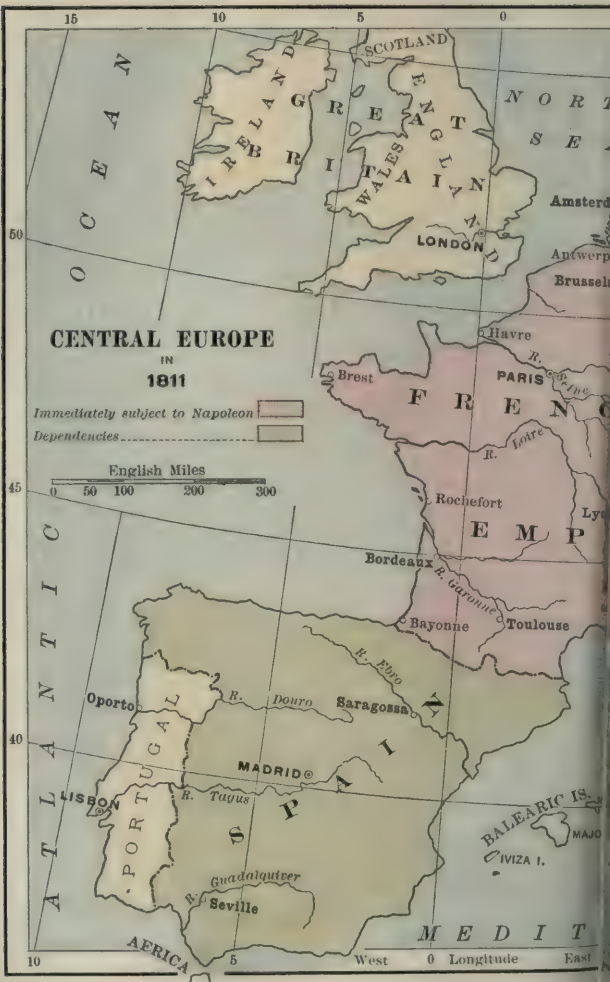 15
10
5
0
OCEAN
SCOTLAND
IRELAND
ENGLAND
WALES
GREAT
BRITAIN
NORT
SEA
Amsterd
50
LONDON
Antwerp
Brussels
CENTRAL EUROPE
IN
1811
Immediately subject to Napoleon
Dependencies
English Miles
0 50 100 200 300
Havre
R. Seine
PARIS
Brest
FRENC
R. Loire
45
Rochefort
Lyo
EMP
Bordeaux
R. Garonne
Bayonne
Toulouse
ATLANTIC
R. Ebro
Oporto
R. Douro
Saragossa
SPAIN
PORTUGAL
40
MADRID
LISBON
R. Tagus
BALEARIC IS.
MAJO
IVIZA I.
R. Guadalquiver
Seville
MEDIT
AFRICA
10
5
West 0 Longitude East